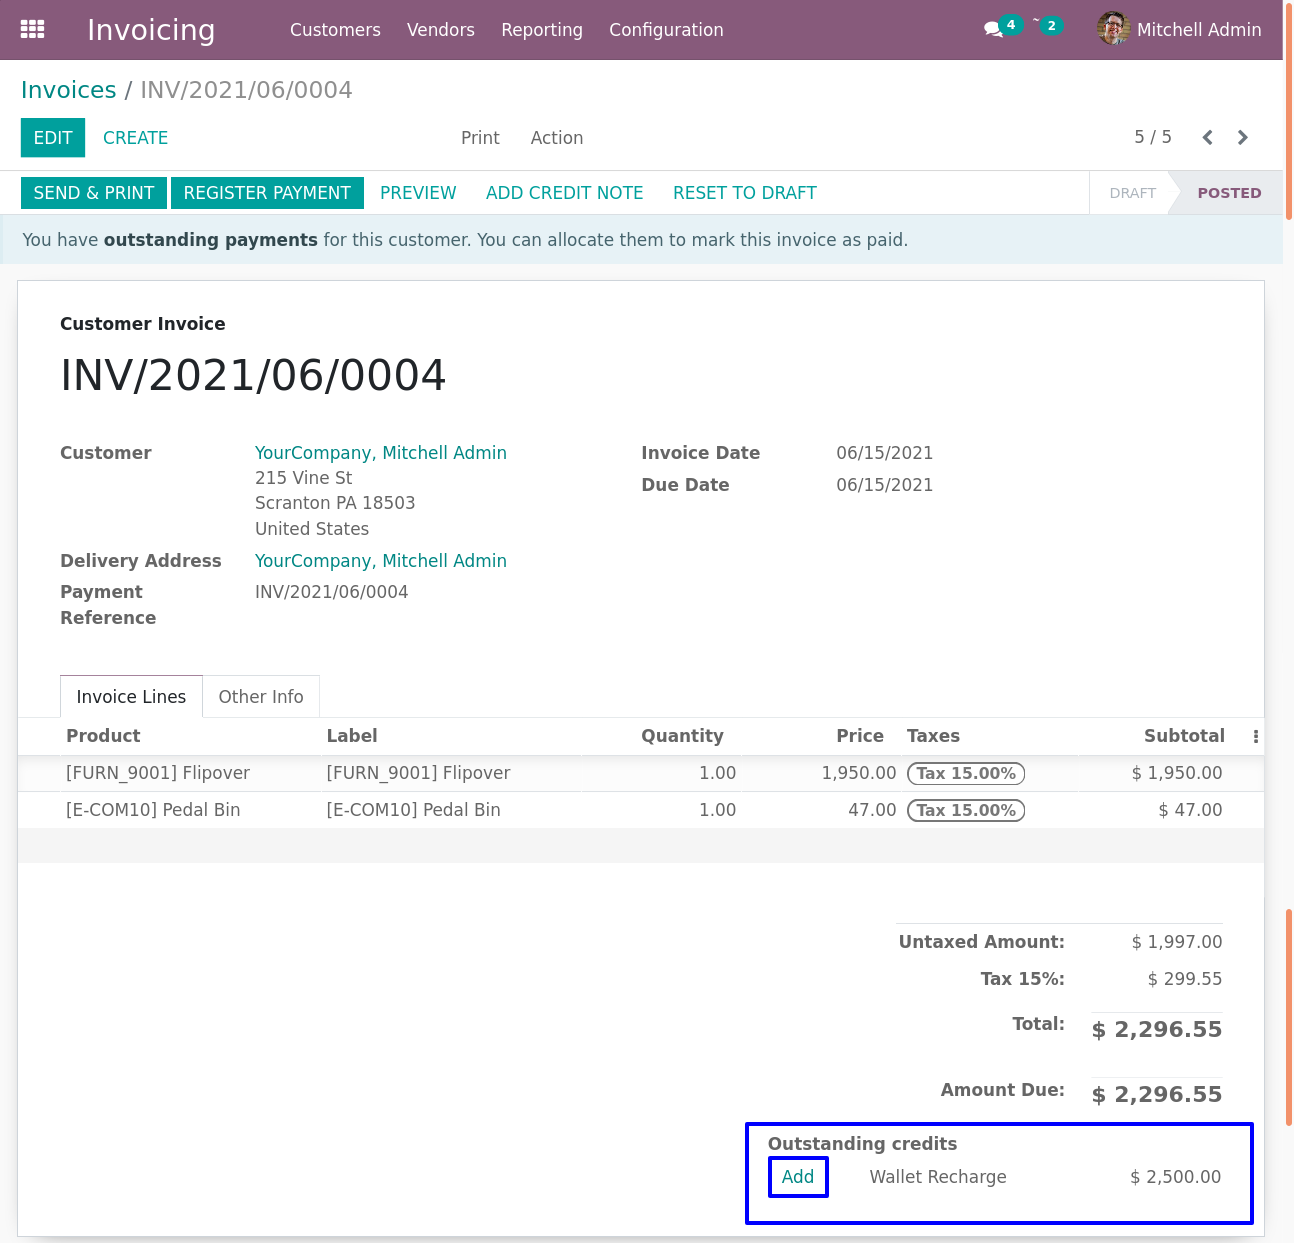 Invoicing Customers Vendors Reporting Configuration 4 2 Mitchell Admin
Invoices / INV/2021/06/0004
EDIT CREATE Print Action 5 / 5
SEND & PRINT REGISTER PAYMENT PREVIEW ADD CREDIT NOTE RESET TO DRAFT DRAFT POSTED
You have outstanding payments for this customer. You can allocate them to mark this invoice as paid.
Customer Invoice
INV/2021/06/0004
Customer YourCompany, Mitchell Admin Invoice Date 06/15/2021
215 Vine St Due Date 06/15/2021
Scranton PA 18503
United States
Delivery Address YourCompany, Mitchell Admin
Payment INV/2021/06/0004
Reference
Invoice Lines Other Info
Product Label Quantity Price Taxes Subtotal
[FURN_9001] Flipover [FURN_9001] Flipover 1.00 1,950.00 Tax 15.00% $ 1,950.00
[E-COM10] Pedal Bin [E-COM10] Pedal Bin 1.00 47.00 Tax 15.00% $ 47.00
Untaxed Amount: $ 1,997.00
Tax 15%: $ 299.55
Total: $ 2,296.55
Amount Due: $ 2,296.55
Outstanding credits
Add Wallet Recharge $ 2,500.00